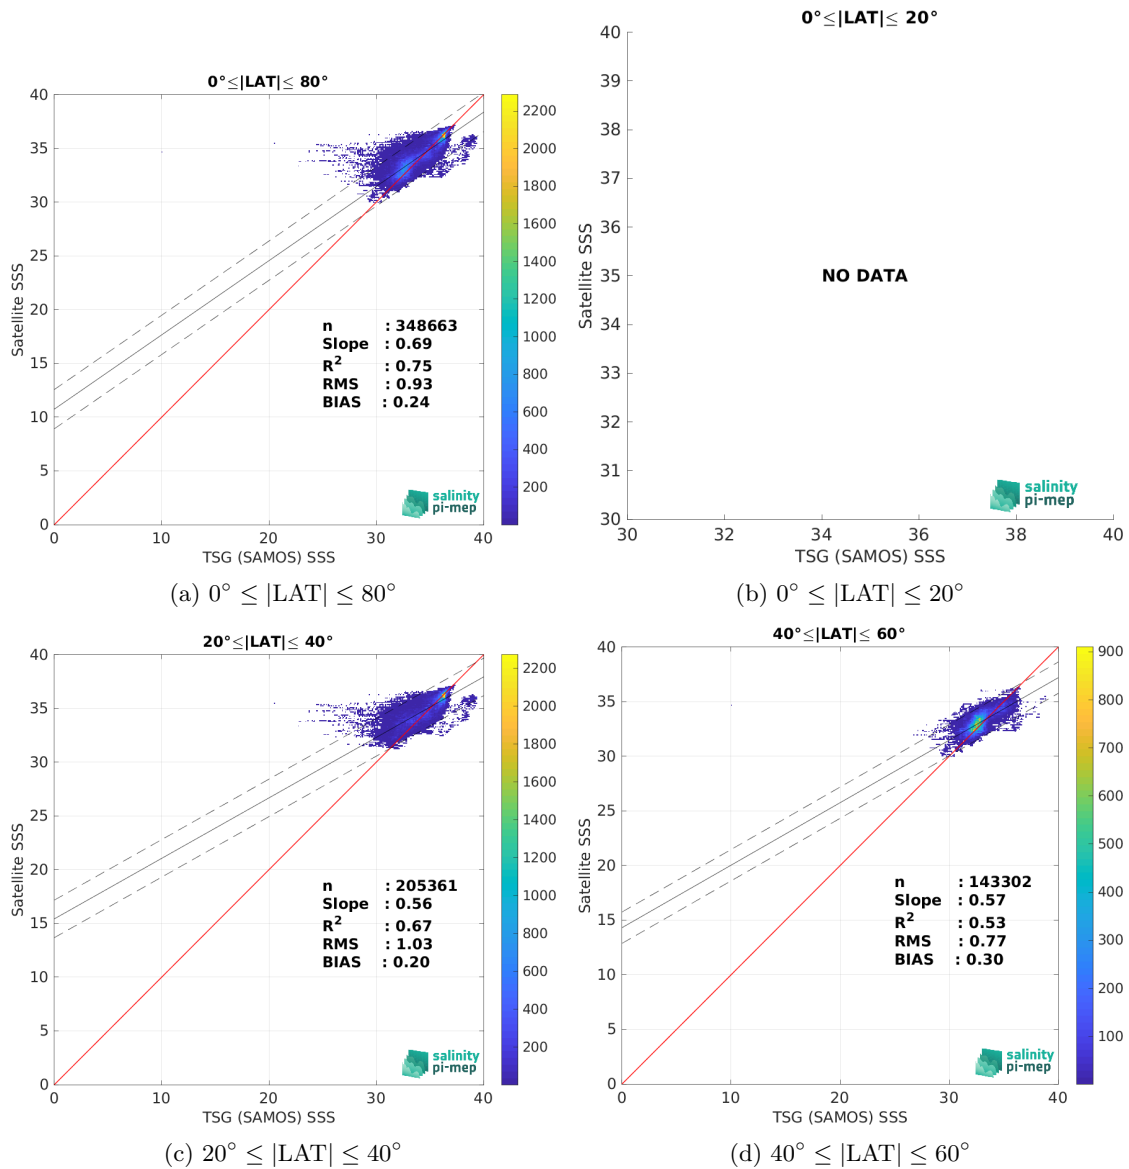 0°≤|LAT|≤ 80°
40
35
30
25
20
15
10
5
0
Satellite SSS
n : 348663
Slope : 0.69
R² : 0.75
RMS : 0.93
BIAS : 0.24
salinity
pi-mep
0 10 20 30 40
TSG (SAMOS) SSS
2200
2000
1800
1600
1400
1200
1000
800
600
400
200
(a) 0° ≤ |LAT| ≤ 80°
0°≤|LAT|≤ 20°
40
39
38
37
36
35
34
33
32
31
30
Satellite SSS
NO DATA
salinity
pi-mep
30 32 34 36 38 40
TSG (SAMOS) SSS
(b) 0° ≤ |LAT| ≤ 20°
20°≤|LAT|≤ 40°
40
35
30
25
20
15
10
5
0
Satellite SSS
n : 205361
Slope : 0.56
R² : 0.67
RMS : 1.03
BIAS : 0.20
salinity
pi-mep
0 10 20 30 40
TSG (SAMOS) SSS
2200
2000
1800
1600
1400
1200
1000
800
600
400
200
(c) 20° ≤ |LAT| ≤ 40°
40°≤|LAT|≤ 60°
40
35
30
25
20
15
10
5
0
Satellite SSS
n : 143302
Slope : 0.57
R² : 0.53
RMS : 0.77
BIAS : 0.30
salinity
pi-mep
0 10 20 30 40
TSG (SAMOS) SSS
900
800
700
600
500
400
300
200
100
(d) 40° ≤ |LAT| ≤ 60°